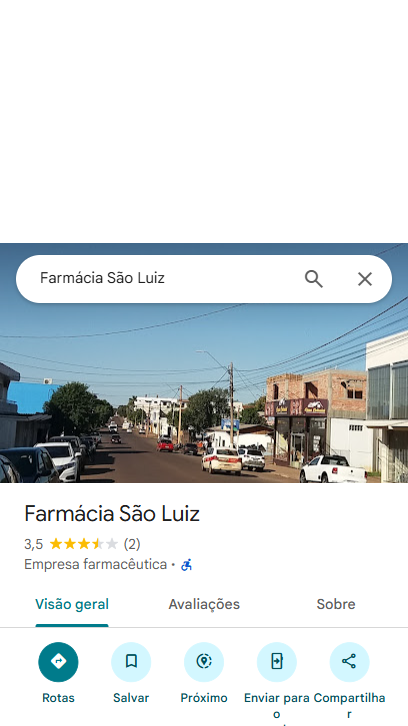 Farmácia São Luiz
Farmácia São Luiz
3,5 (2)
Empresa farmacêutica ·
Visão geral Avaliações Sobre
Rotas Salvar Próximo Enviar para Compartilha
o r